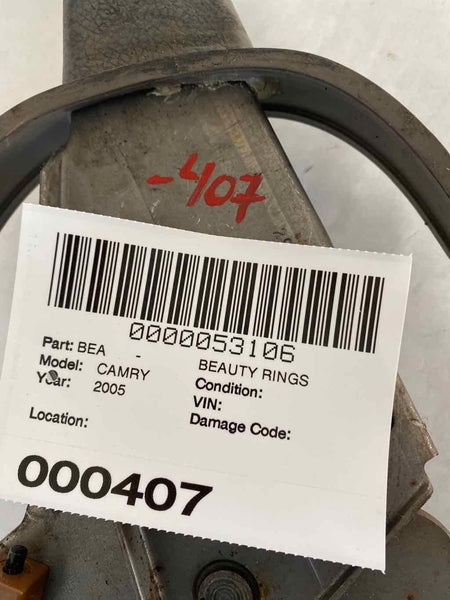 -407
0000053106
Part: BEA - BEAUTY RINGS
Model: CAMRY Condition:
Year: 2005 VIN:
Location: Damage Code:
000407